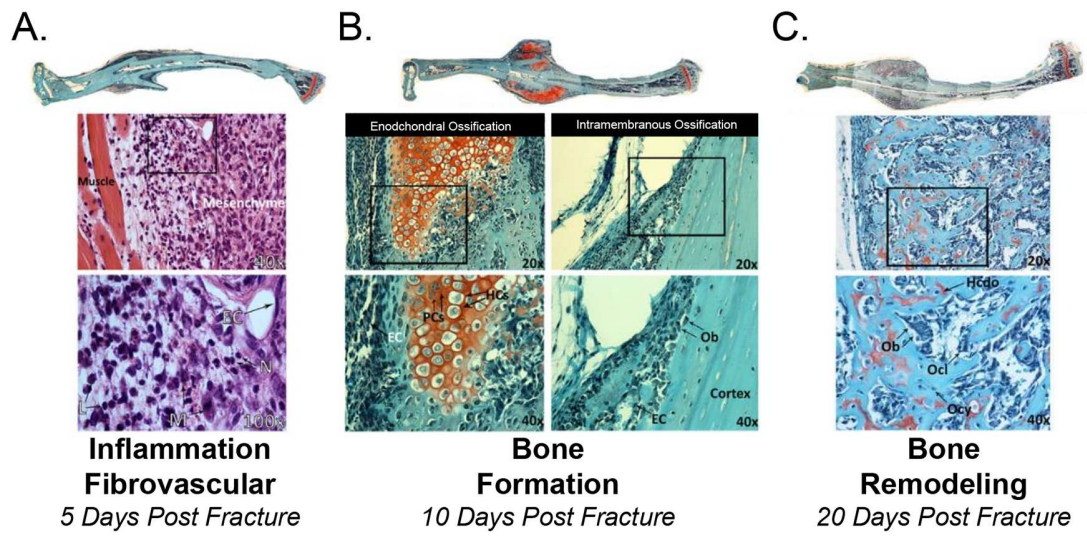 A.
B.
C.
Enodchondral Ossification
Intramembranous Ossification
Muscle
Mesenchyme
40x
20x
20x
20x
EC
N
L
M
100x
HCs
PCs
EC
40x
Ob
Cortex
EC
40x
Hcdo
Ob
Ocl
Ocy
40x
Inflammation
Fibrovascular
5 Days Post Fracture
Bone
Formation
10 Days Post Fracture
Bone
Remodeling
20 Days Post Fracture